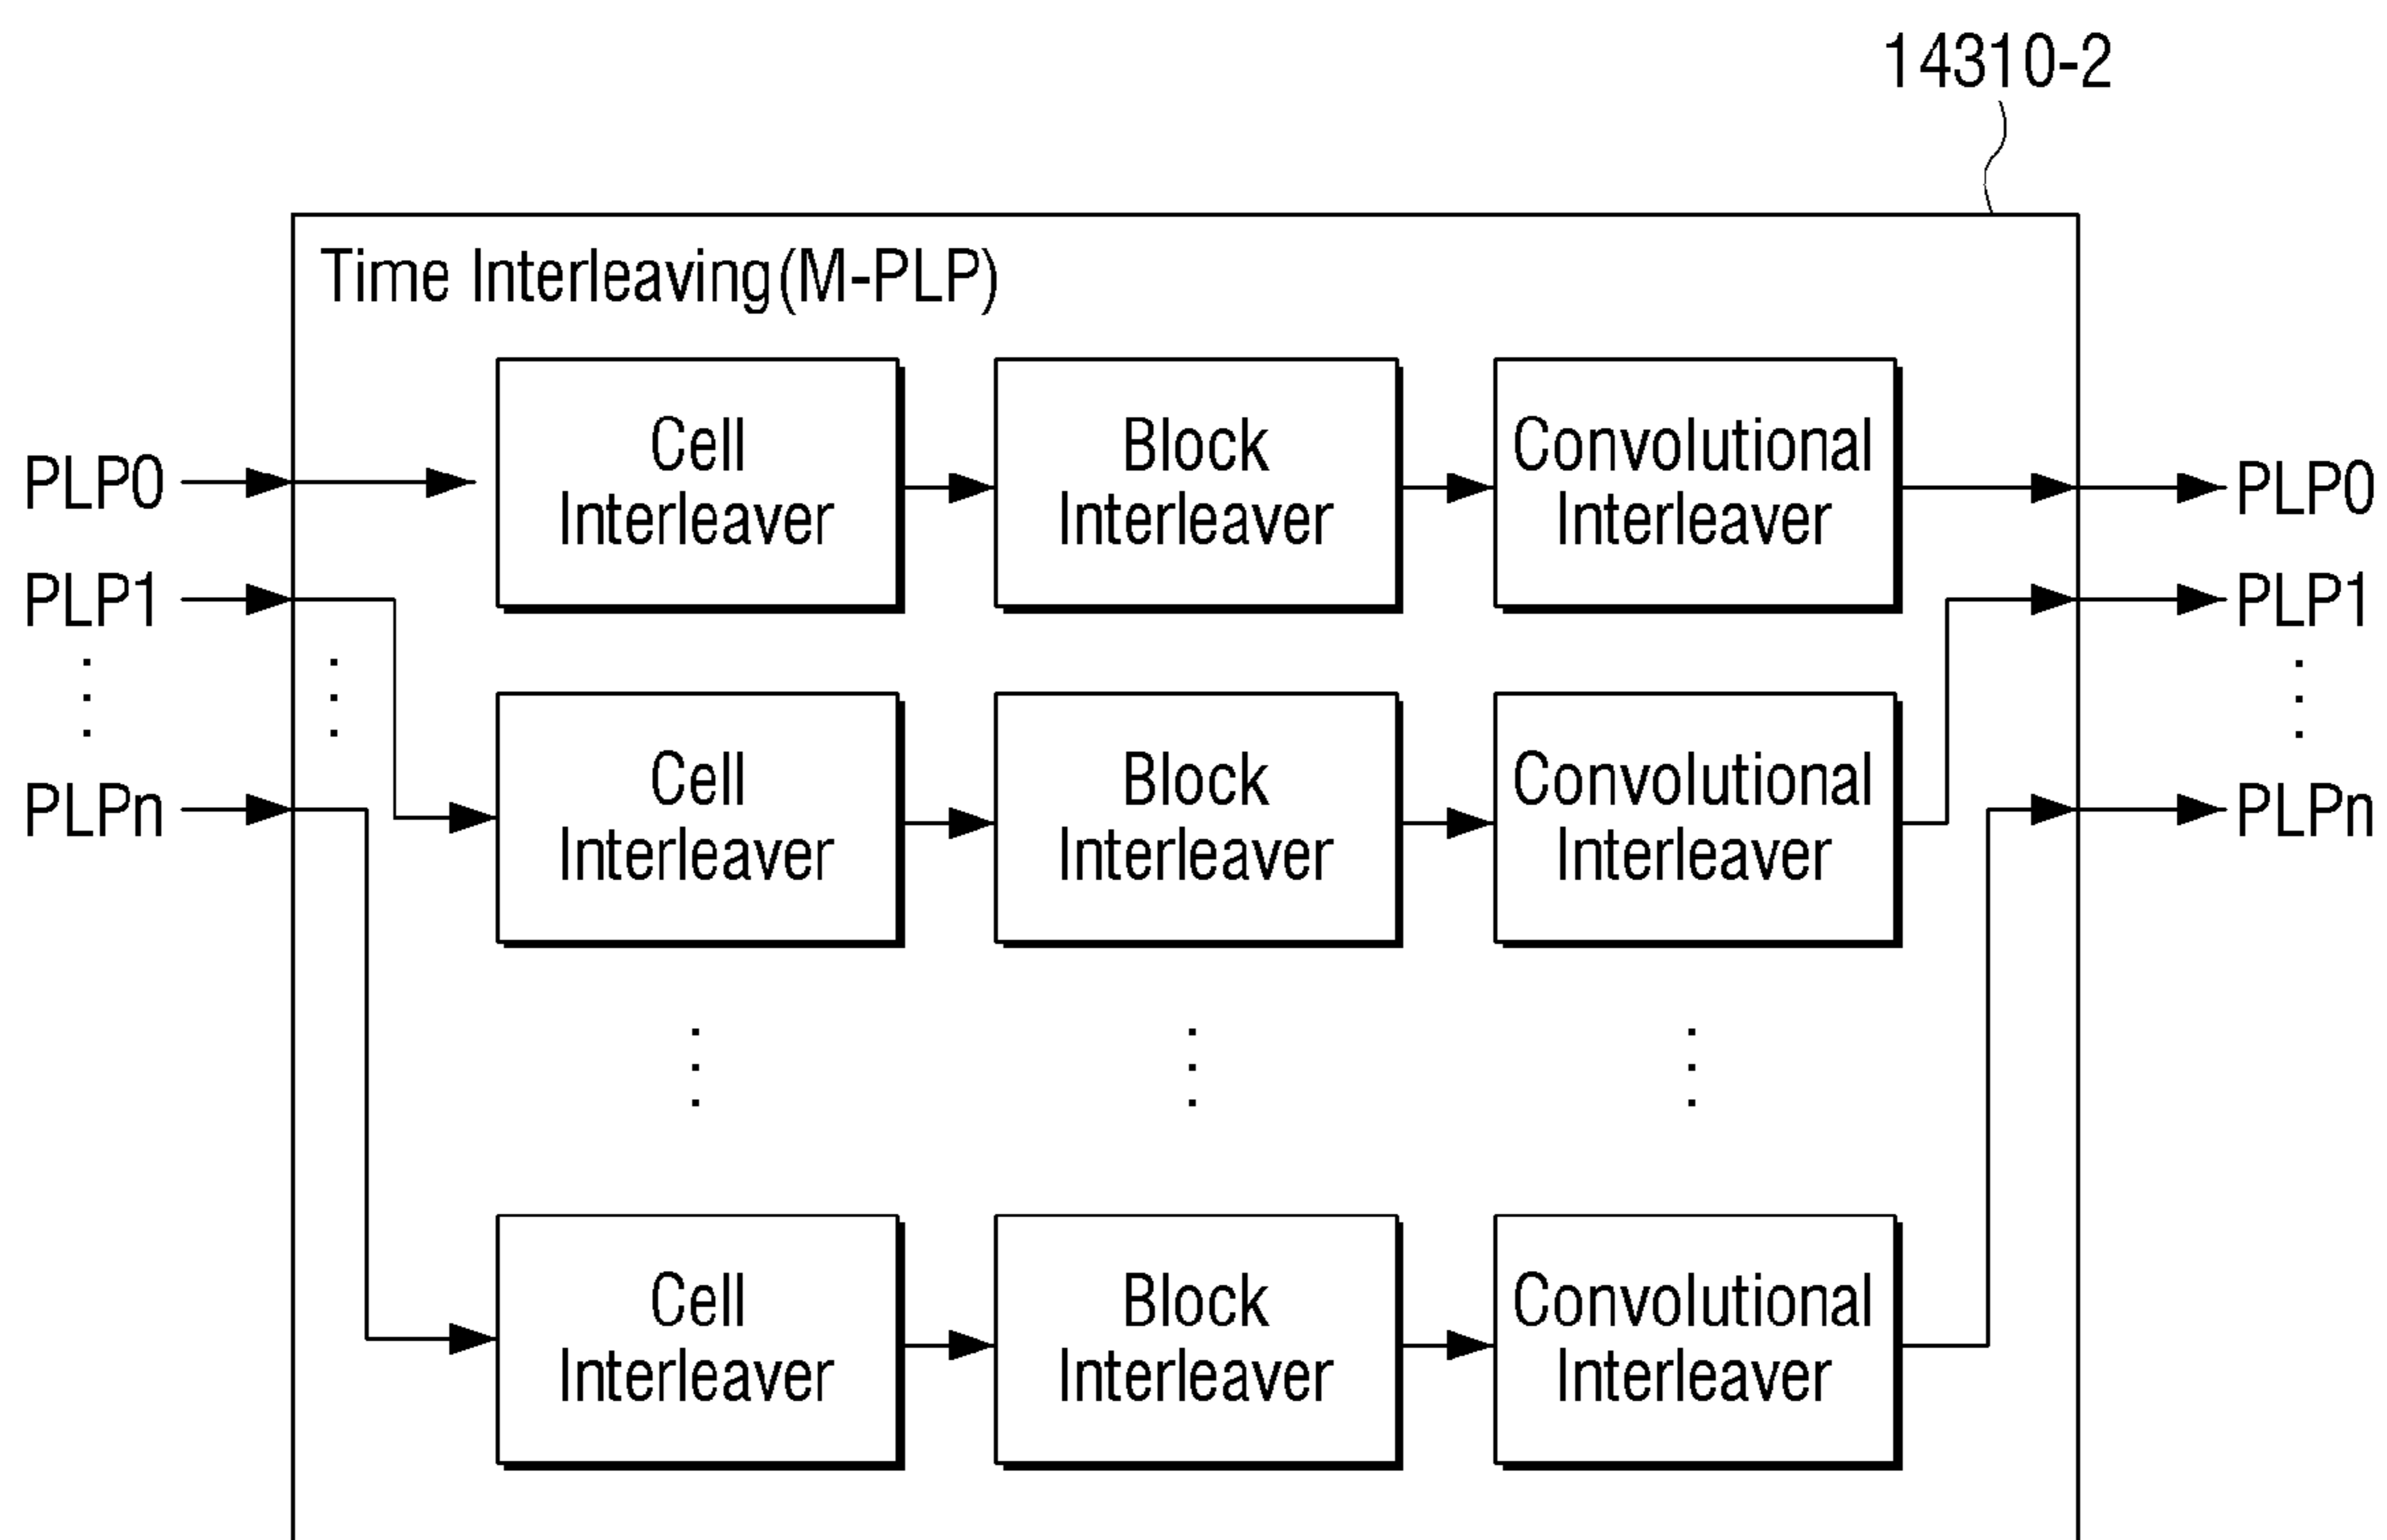 14310-2
Time Interleaving(M-PLP)
Cell
Interleaver
Block
Interleaver
Convolutional
Interleaver
PLP0
PLP0
PLP1
PLP1
Cell
Interleaver
Block
Interleaver
Convolutional
Interleaver
PLPn
PLPn
Cell
Interleaver
Block
Interleaver
Convolutional
Interleaver